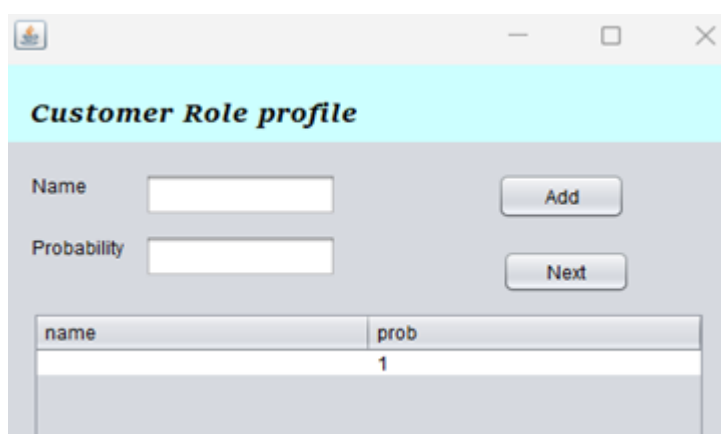 Customer Role profile
Name
Add
Probability
Next
name prob
1